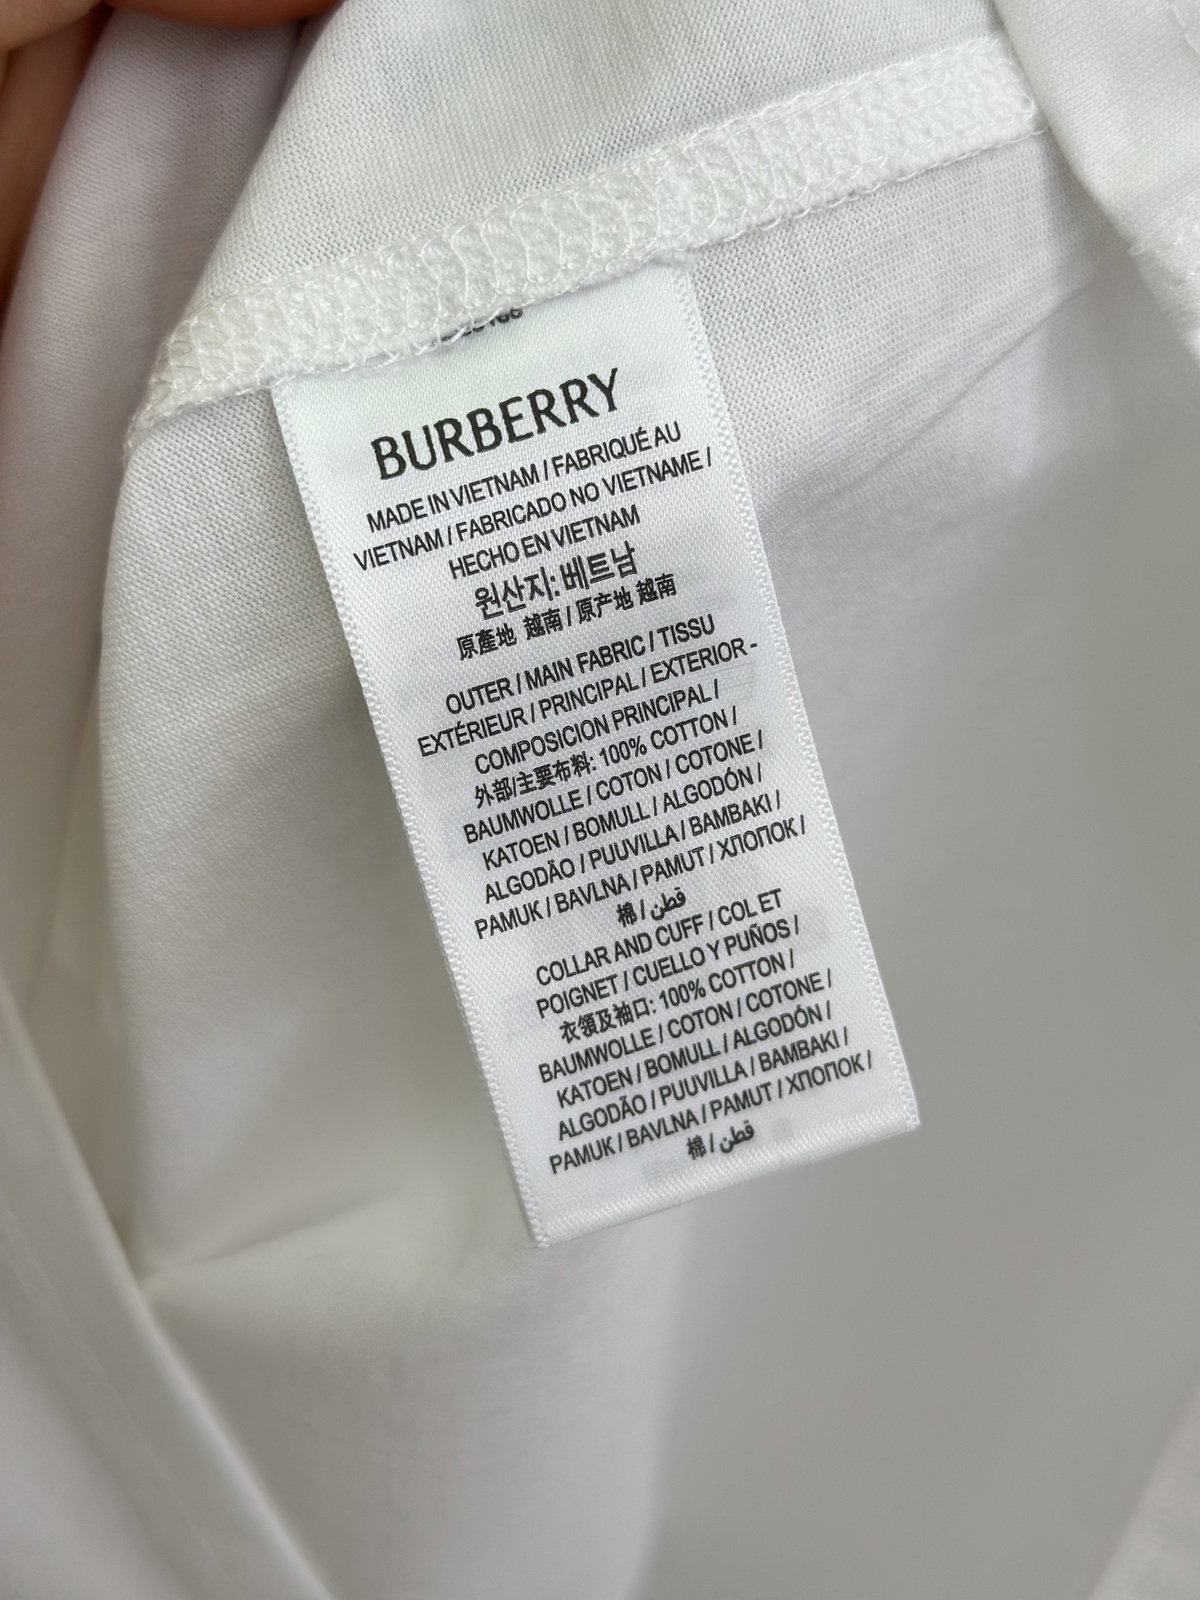 BURBERRY
MADE IN VIETNAM / FABRIQUÉ AU
VIETNAM / FABRICADO NO VIETNAME /
HECHO EN VIETNAM
원산지: 베트남
原產地 越南 / 原产地 越南
OUTER / MAIN FABRIC / TISSU
EXTÉRIEUR / PRINCIPAL / EXTERIOR -
COMPOSICION PRINCIPAL /
外部/主要布料: 100% COTTON /
BAUMWOLLE / COTON / COTONE /
KATOEN / BOMULL / ALGODÓN /
ALGODÃO / PUUVILLA / BAMBAKI /
PAMUK / BAVLNA / PAMUT / ХЛОПОК /
棉 / قطن
COLLAR AND CUFF / COL ET
POIGNET / CUELLO Y PUÑOS /
衣領及袖口: 100% COTTON /
BAUMWOLLE / COTON / COTONE /
KATOEN / BOMULL / ALGODÓN /
ALGODÃO / PUUVILLA / BAMBAKI /
PAMUK / BAVLNA / PAMUT / ХЛОПОК /
棉 / قطن